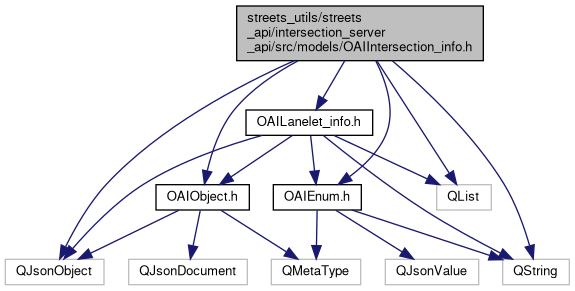 streets_utils/streets
_api/intersection_server
_api/src/models/OAIIntersection_info.h
OAILanelet_info.h
OAIObject.h
OAIEnum.h
QList
QJsonObject
QJsonDocument
QMetaType
QJsonValue
QString